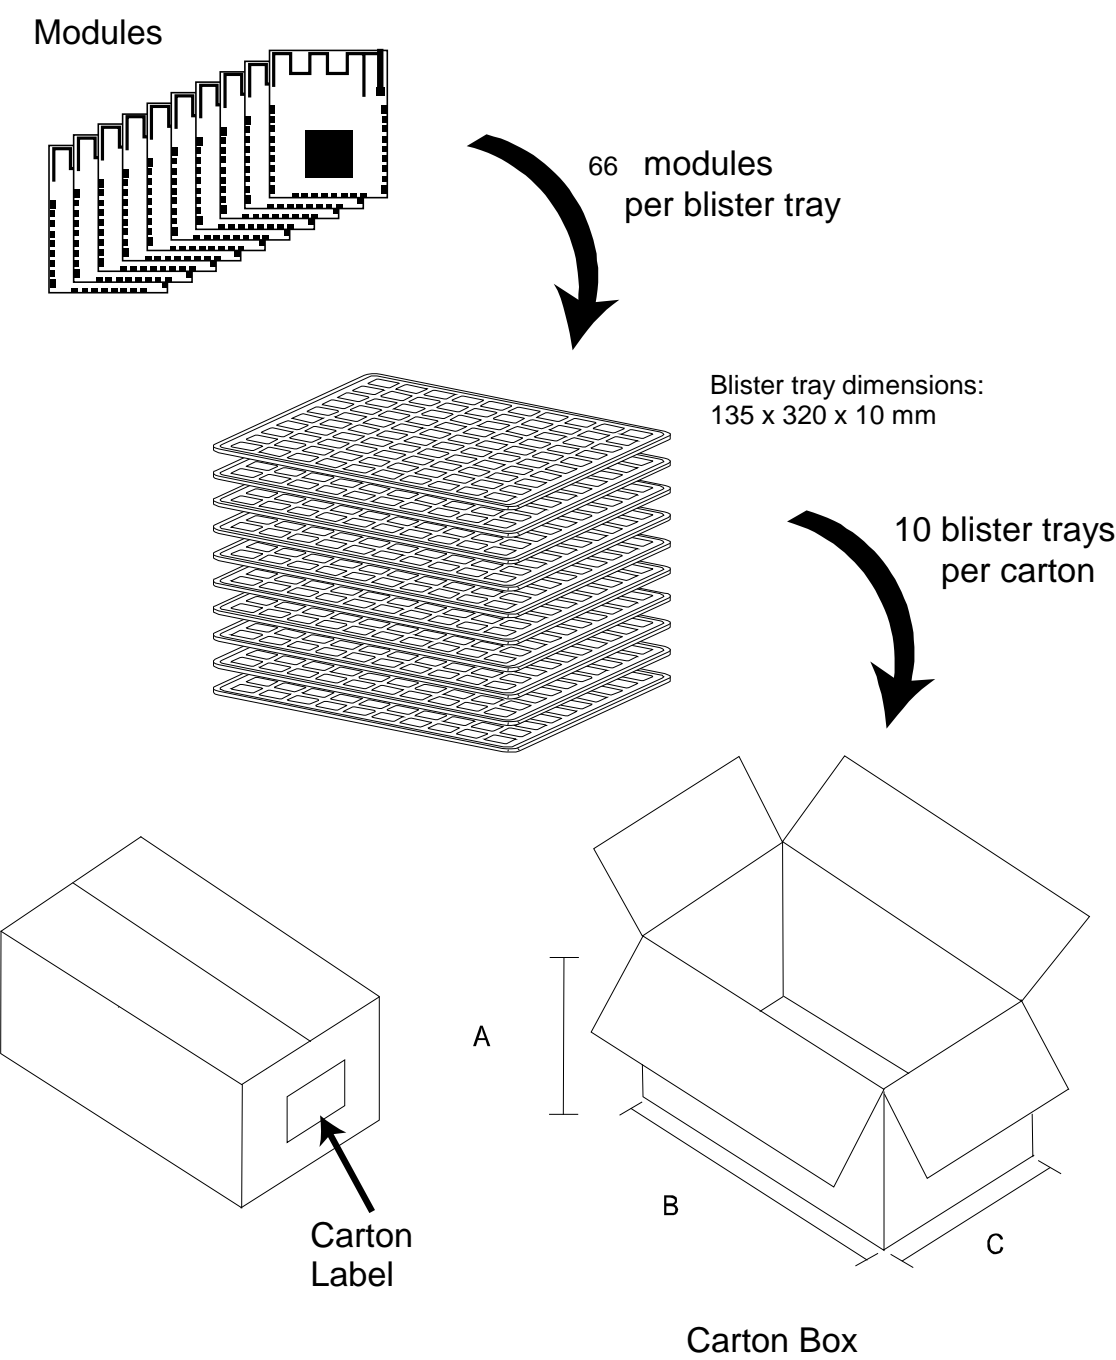 Modules
66 modules
per blister tray
Blister tray dimensions:
135 x 320 x 10 mm
10 blister trays
per carton
A
B
C
Carton
Label
Carton Box